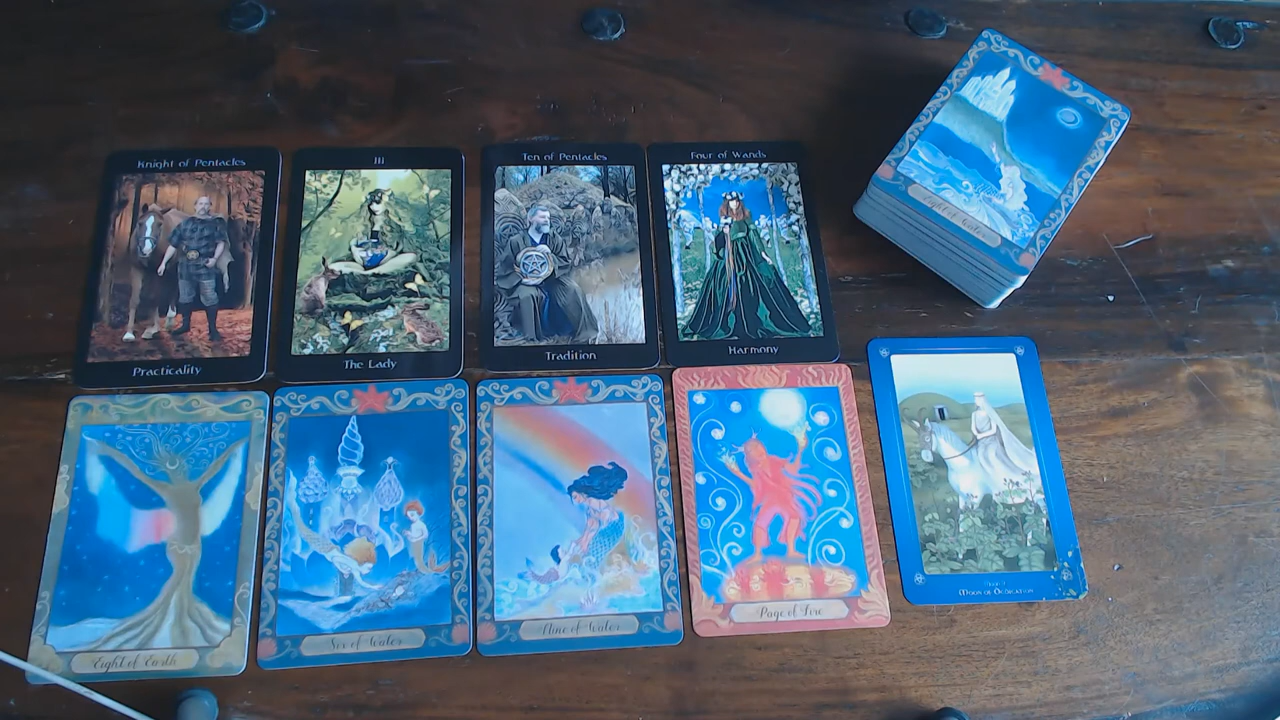 Knight of Pentacles
Practicality
III
The Lady
Ten of Pentacles
Tradition
Four of Wands
Harmony
Eight of Water
Eight of Earth
Six of Water
Nine of Water
Page of Fire
Moon of Dedication